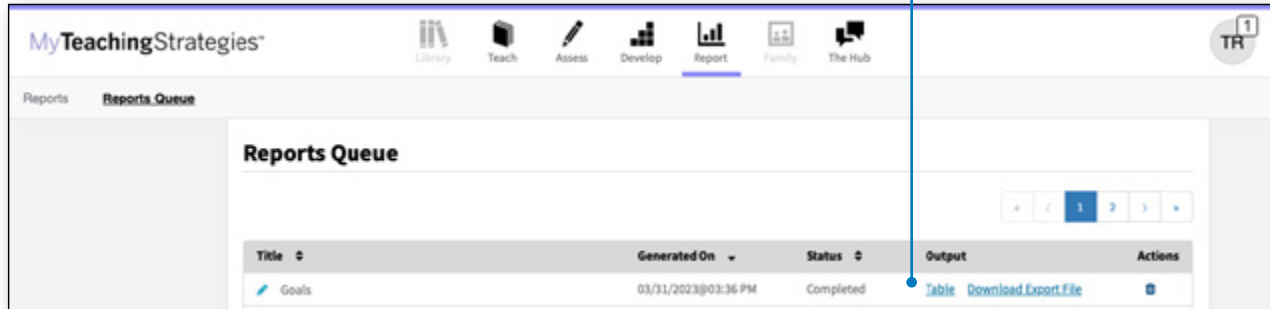 MyTeachingStrategies™
Library Teach Assess Develop Report Family The Hub
TR 1
Reports Reports Queue
Reports Queue
« < 1 2 > »
Title Generated On Status Output Actions
Goals 03/31/2023@03:36 PM Completed Table Download Export File